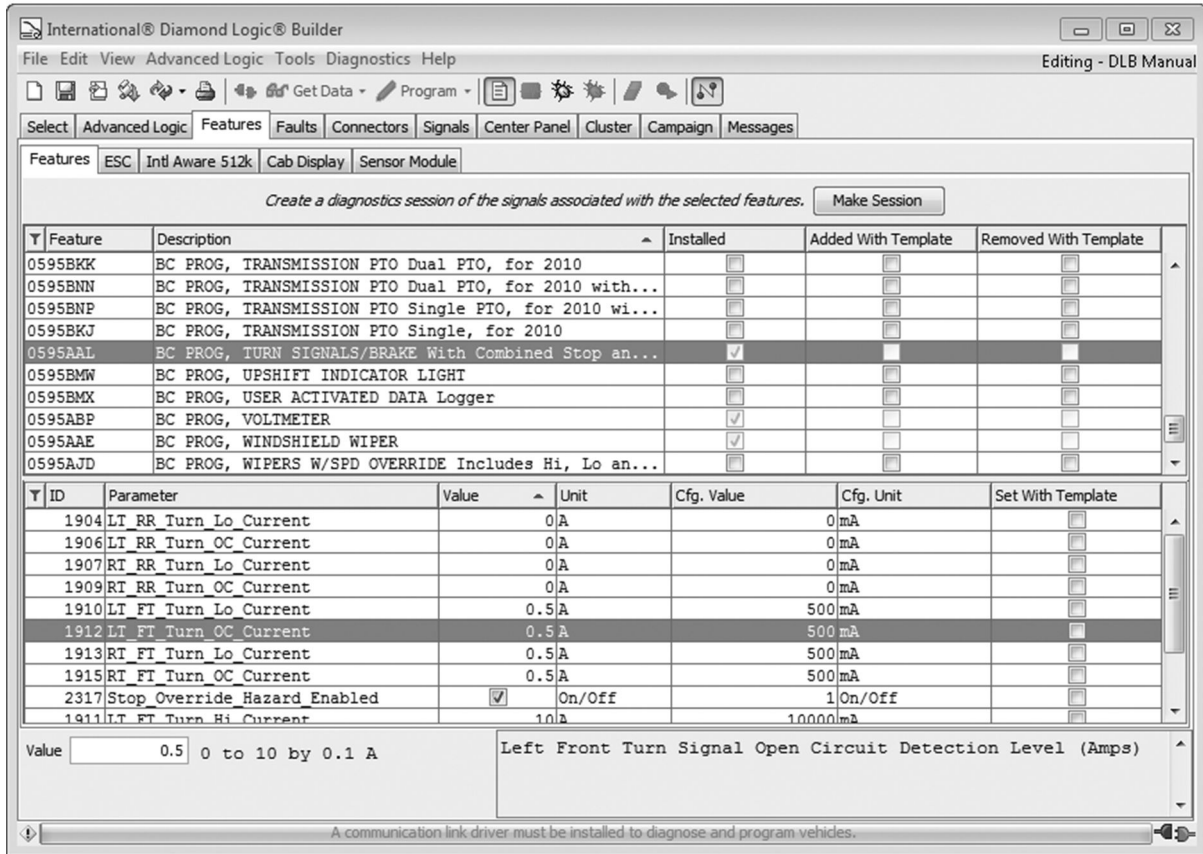 International® Diamond Logic® Builder
File Edit View Advanced Logic Tools Diagnostics Help Editing - DLB Manual
Get Data Program
Select Advanced Logic Features Faults Connectors Signals Center Panel Cluster Campaign Messages
Features ESC Intl Aware 512k Cab Display Sensor Module
Create a diagnostics session of the signals associated with the selected features. Make Session
Feature Description Installed Added With Template Removed With Template
0595BKK BC PROG, TRANSMISSION PTO Dual PTO, for 2010
0595BNN BC PROG, TRANSMISSION PTO Dual PTO, for 2010 with...
0595BNP BC PROG, TRANSMISSION PTO Single PTO, for 2010 wi...
0595BKJ BC PROG, TRANSMISSION PTO Single, for 2010
0595AAL BC PROG, TURN SIGNALS/BRAKE With Combined Stop an...
0595BMW BC PROG, UPSHIFT INDICATOR LIGHT
0595BMX BC PROG, USER ACTIVATED DATA Logger
0595ABP BC PROG, VOLTMETER
0595AAE BC PROG, WINDSHIELD WIPER
0595AJD BC PROG, WIPERS W/SPD OVERRIDE Includes Hi, Lo an...
ID Parameter Value Unit Cfg. Value Cfg. Unit Set With Template
1904 LT_RR_Turn_Lo_Current 0 A 0 mA
1906 LT_RR_Turn_OC_Current 0 A 0 mA
1907 RT_RR_Turn_Lo_Current 0 A 0 mA
1909 RT_RR_Turn_OC_Current 0 A 0 mA
1910 LT_FT_Turn_Lo_Current 0.5 A 500 mA
1912 LT_FT_Turn_OC_Current 0.5 A 500 mA
1913 RT_FT_Turn_Lo_Current 0.5 A 500 mA
1915 RT_FT_Turn_OC_Current 0.5 A 500 mA
2317 Stop_Override_Hazard_Enabled On/Off 1 On/Off
1911 LT_FT_Turn_Hi_Current 10 A 10000 mA
Value 0.5 0 to 10 by 0.1 A Left Front Turn Signal Open Circuit Detection Level (Amps)
A communication link driver must be installed to diagnose and program vehicles.